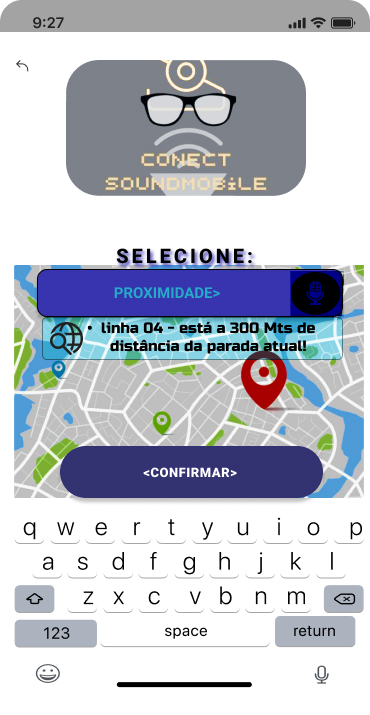 9:27
CONECT
SOUNDMOBiLE
SELECIONE:
PROXIMIDADE>
• linha 04 - está a 300 Mts de
distância da parada atual!
<CONFIRMAR>
q w e r t y u i o p
a s d f g h j k l
z x c v b n m
123 space return